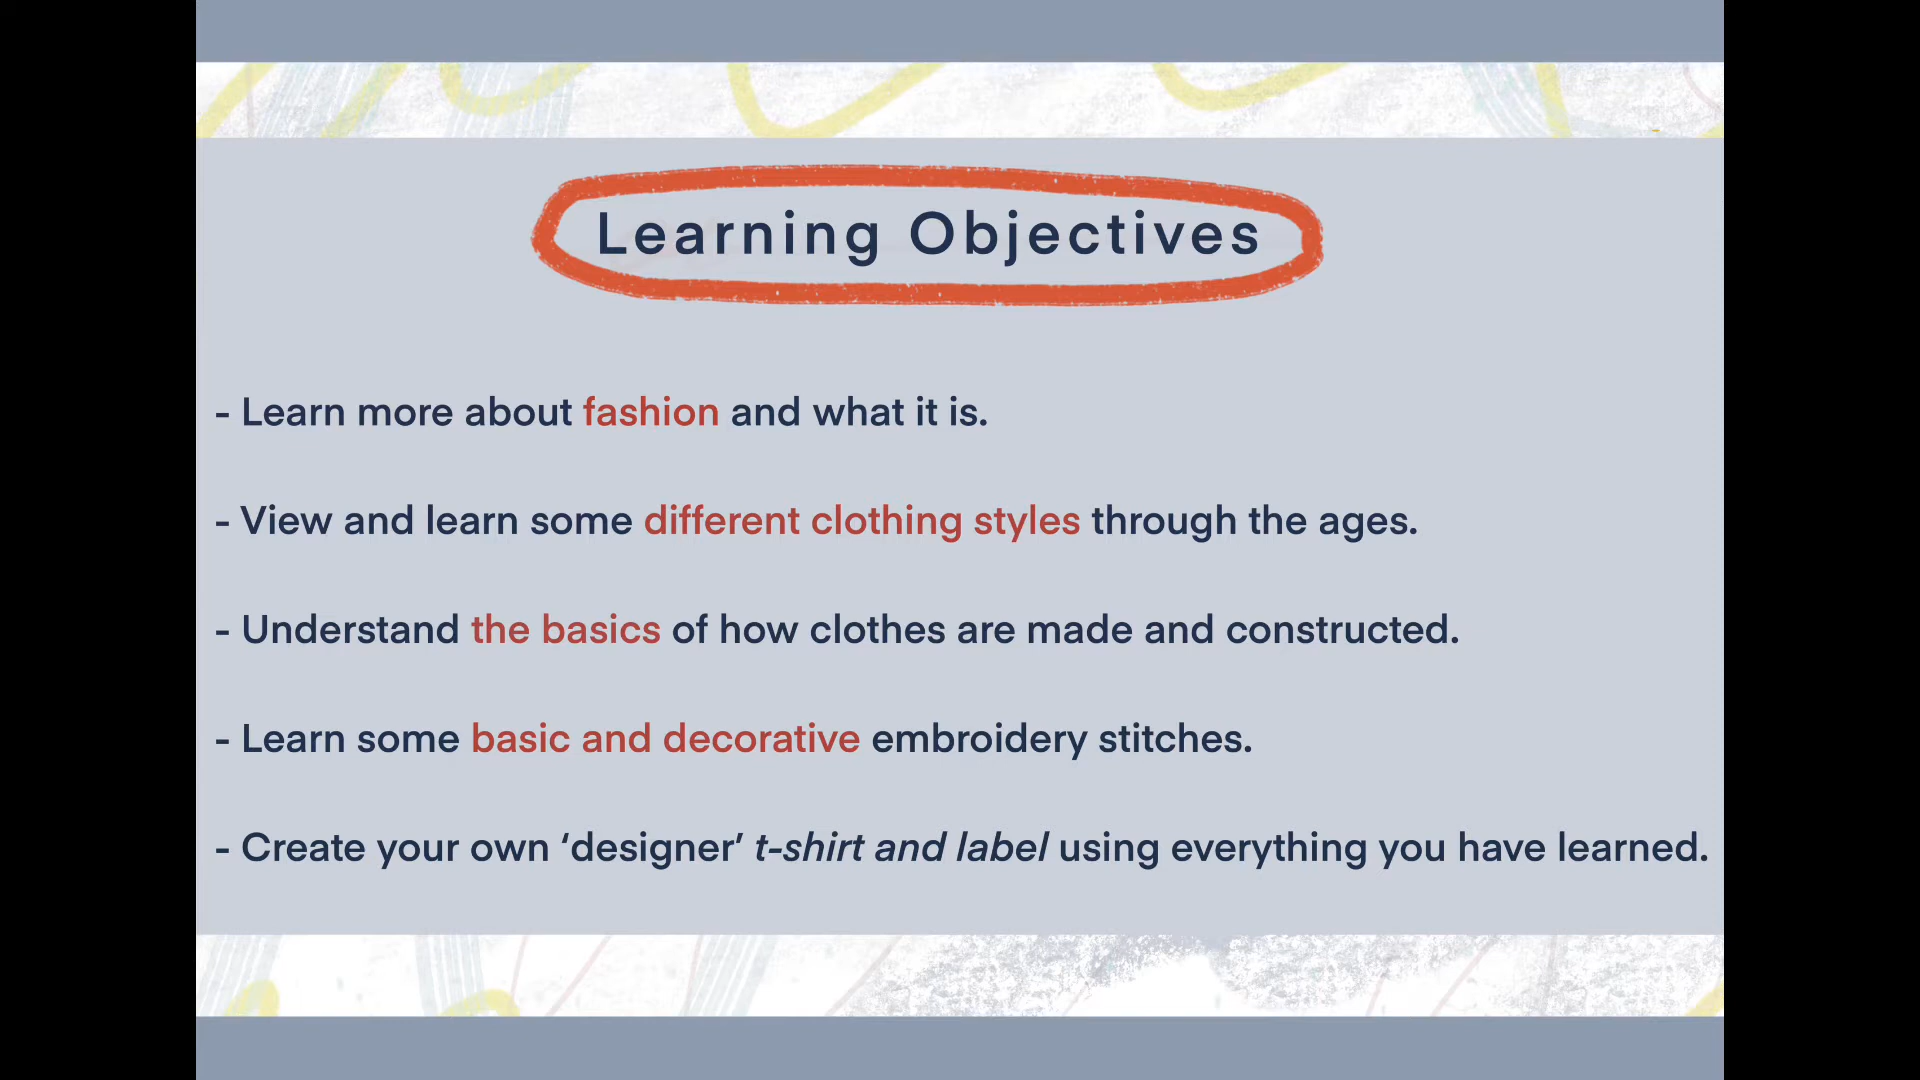 Learning Objectives
- Learn more about fashion and what it is.
- View and learn some different clothing styles through the ages.
- Understand the basics of how clothes are made and constructed.
- Learn some basic and decorative embroidery stitches.
- Create your own ‘designer’ t-shirt and label using everything you have learned.